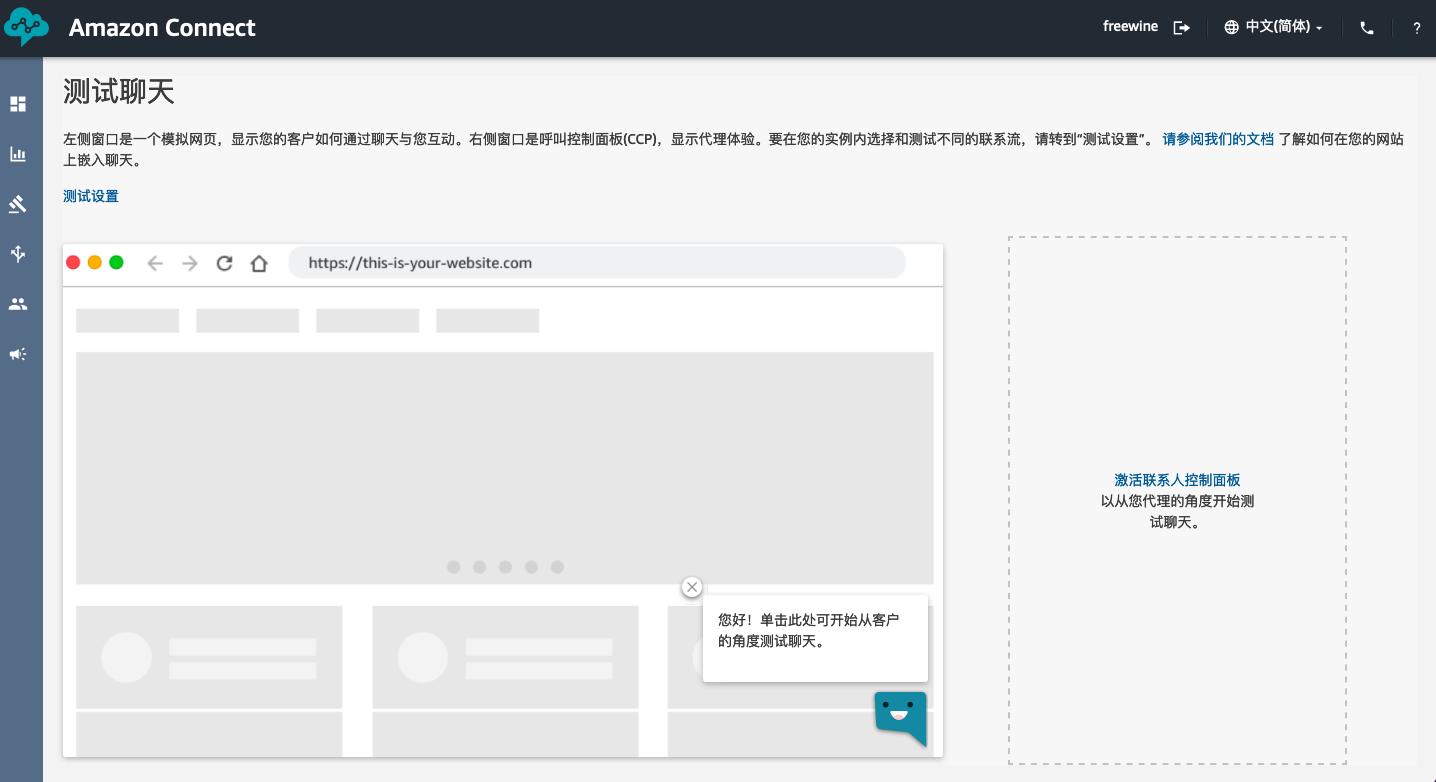 Amazon Connect
freewine
中文(简体)
?
测试聊天
左侧窗口是一个模拟网页，显示您的客户如何通过聊天与您互动。右侧窗口是呼叫控制面板(CCP)，显示代理体验。要在您的实例内选择和测试不同的联系流，请转到“测试设置”。 请参阅我们的文档 了解如何在您的网站
上嵌入聊天。
测试设置
https://this-is-your-website.com
激活联系人控制面板
以从您代理的角度开始测
试聊天。
您好！单击此处可开始从客户
的角度测试聊天。